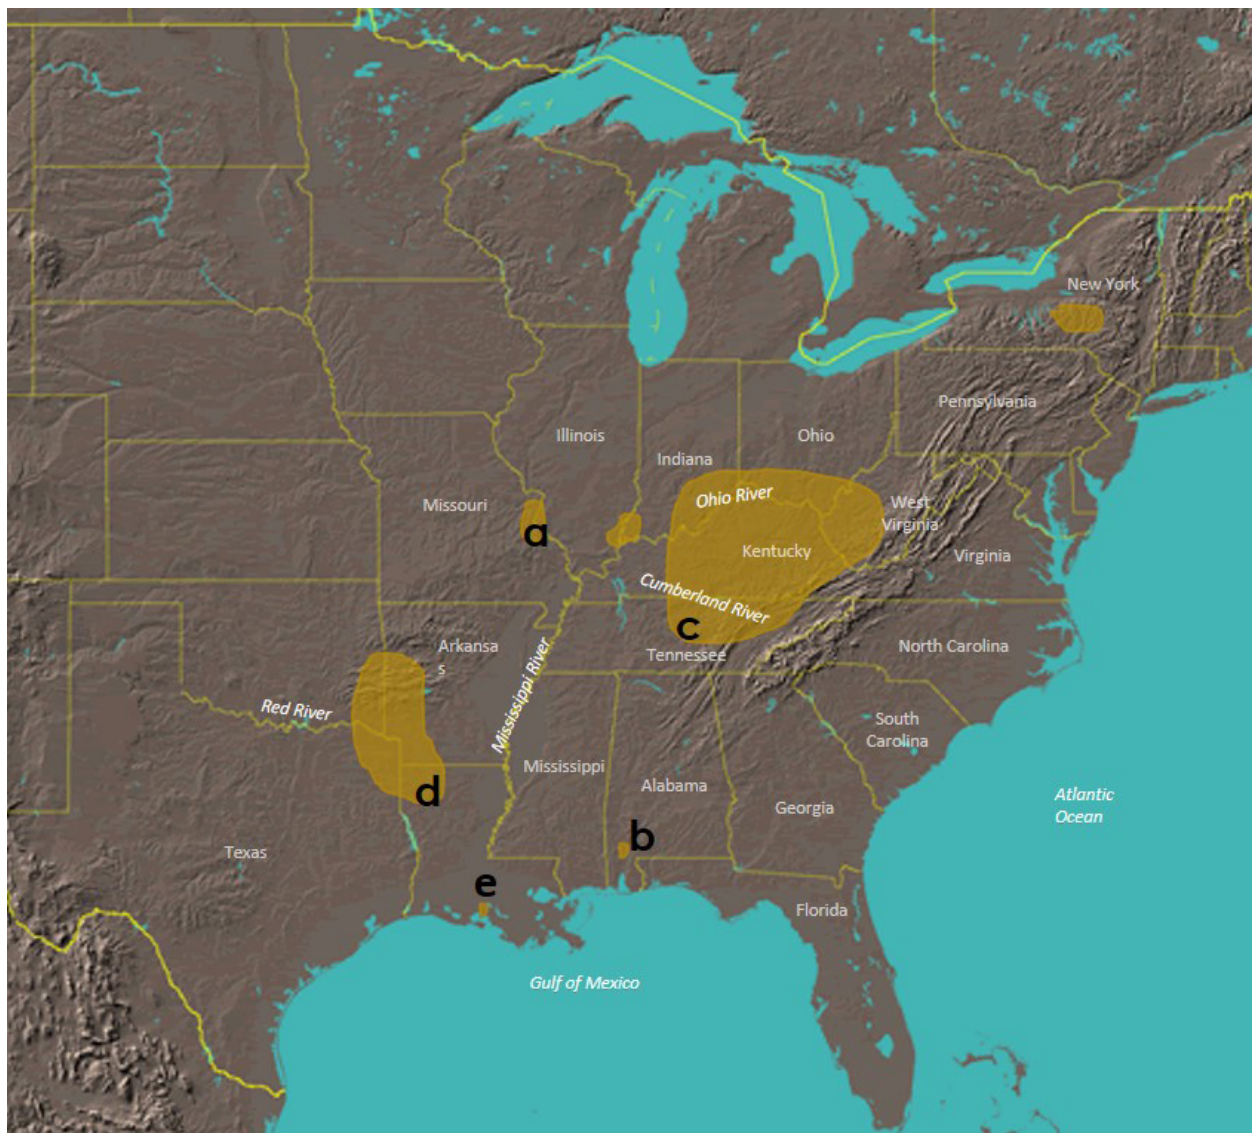 New York
Pennsylvania
Illinois
Ohio
Indiana
Missouri
Ohio River
West
Virginia
a
Kentucky
Virginia
Cumberland River
c
Tennessee
North Carolina
Arkansa
s
Mississippi River
Red River
South
Carolina
Mississippi
Alabama
d
Georgia
Atlantic
Ocean
b
Texas
e
Florida
Gulf of Mexico